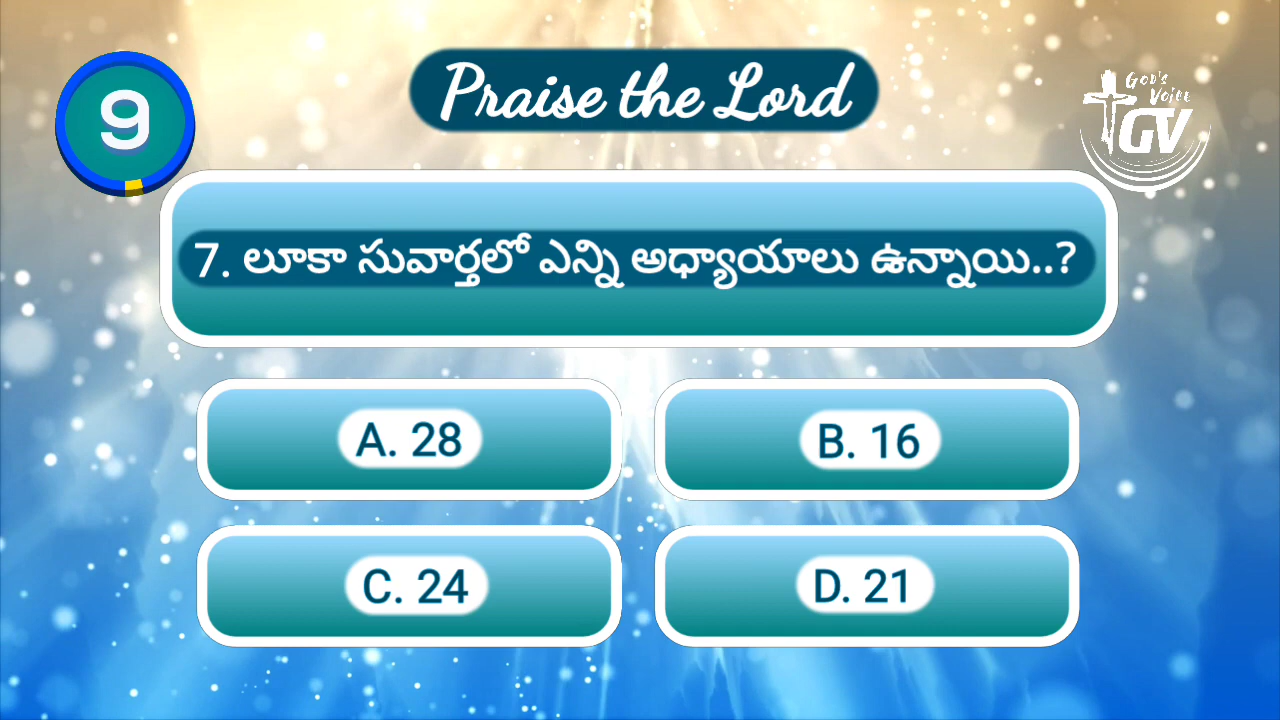 9
Praise the Lord
God's
Voice
GV
7. లూకా సువార్తలో ఎన్ని అధ్యాయాలు ఉన్నాయి..?
A. 28
B. 16
C. 24
D. 21